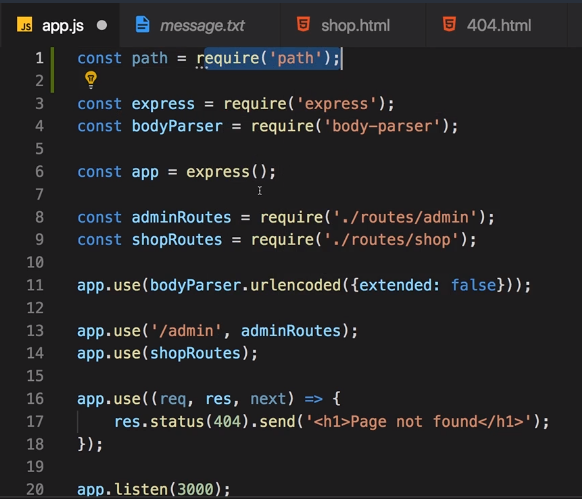 JS app.js message.txt shop.html 404.html
1 const path = require('path');
2
3 const express = require('express');
4 const bodyParser = require('body-parser');
5
6 const app = express();
7
8 const adminRoutes = require('./routes/admin');
9 const shopRoutes = require('./routes/shop');
10
11 app.use(bodyParser.urlencoded({extended: false}));
12
13 app.use('/admin', adminRoutes);
14 app.use(shopRoutes);
15
16 app.use((req, res, next) => {
17     res.status(404).send('<h1>Page not found</h1>');
18 });
19
20 app.listen(3000);